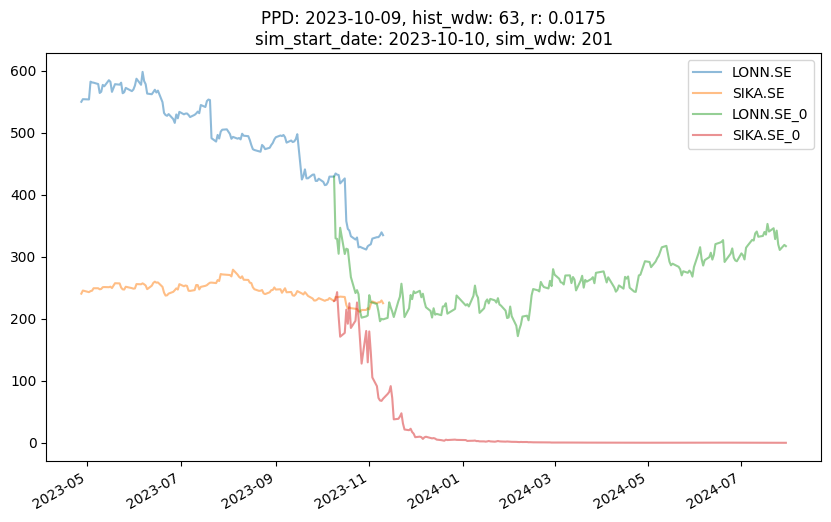 PPD: 2023-10-09, hist_wdw: 63, r: 0.0175
sim_start_date: 2023-10-10, sim_wdw: 201
600
500
400
300
200
100
0
LONN.SE
SIKA.SE
LONN.SE_0
SIKA.SE_0
2023-05
2023-07
2023-09
2023-11
2024-01
2024-03
2024-05
2024-07